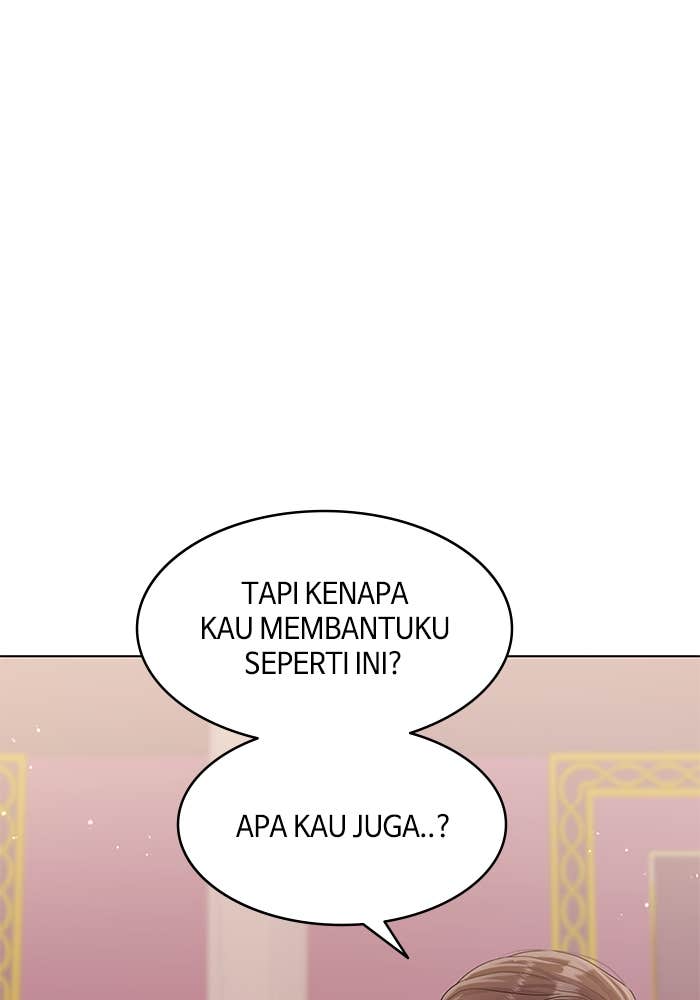 TAPI KENAPA
KAU MEMBANTUKU
SEPERTI INI?
APA KAU JUGA..?